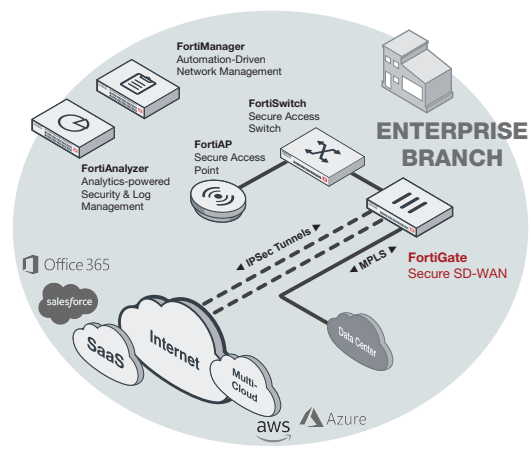 FortiManager
Automation-Driven
Network Management
FortiSwitch
Secure Access
Switch
ENTERPRISE
BRANCH
FortiAP
Secure Access
Point
FortiAnalyzer
Analytics-powered
Security & Log
Management
IPSec Tunnels
MPLS
FortiGate
Secure SD-WAN
Office 365
salesforce
SaaS
Internet
Multi-
Cloud
Data Center
aws
Azure